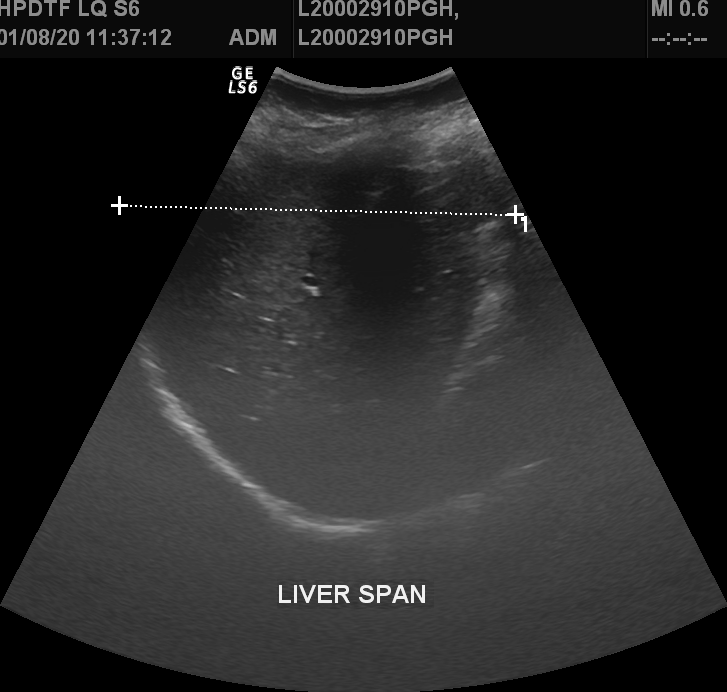 HPDTF LQ S6
L20002910PGH,
MI 0.6
01/08/20 11:37:12
ADM
L20002910PGH
--:--:--
GE
LS6
1
LIVER SPAN